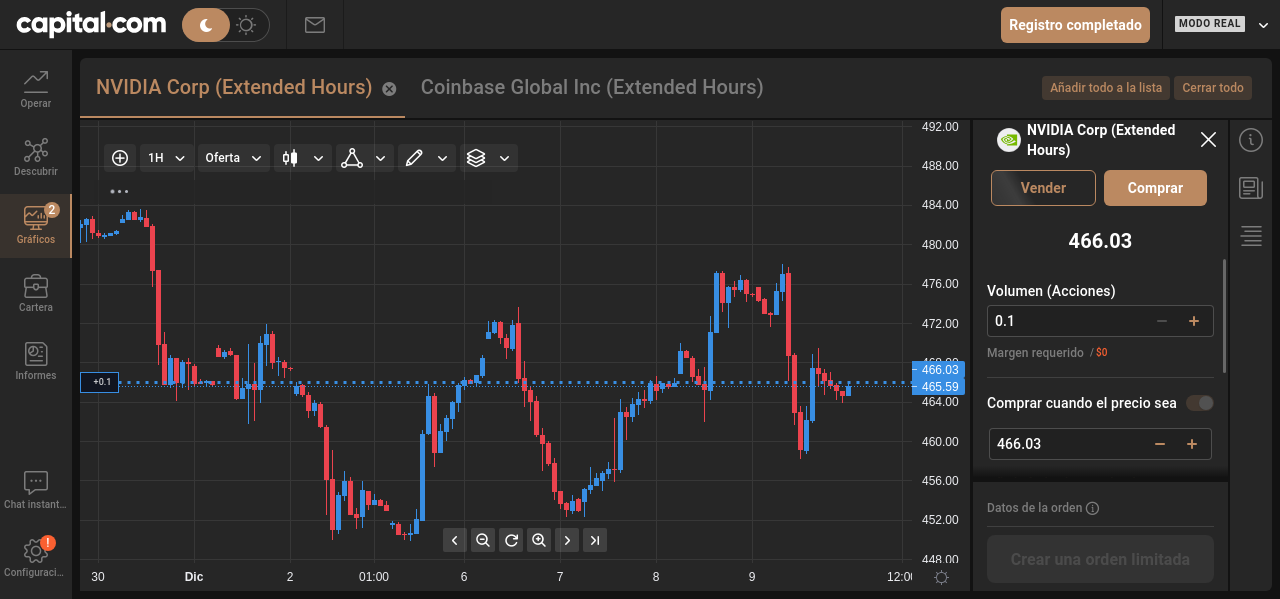 capital.com
Registro completado
MODO REAL
Operar
Descubrir
2
Gráficos
Cartera
Informes
Chat instant...
!
Configuraci...
NVIDIA Corp (Extended Hours)
Coinbase Global Inc (Extended Hours)
Añadir todo a la lista
Cerrar todo
1H
Oferta
492.00
488.00
484.00
480.00
476.00
472.00
468.00
466.03
465.59
464.00
460.00
456.00
452.00
448.00
+0.1
30
Dic
2
01:00
6
7
8
9
12:00
NVIDIA Corp (Extended
Hours)
Vender
Comprar
466.03
Volumen (Acciones)
0.1
Margen requerido / $0
Comprar cuando el precio sea
466.03
Datos de la orden
Crear una orden limitada